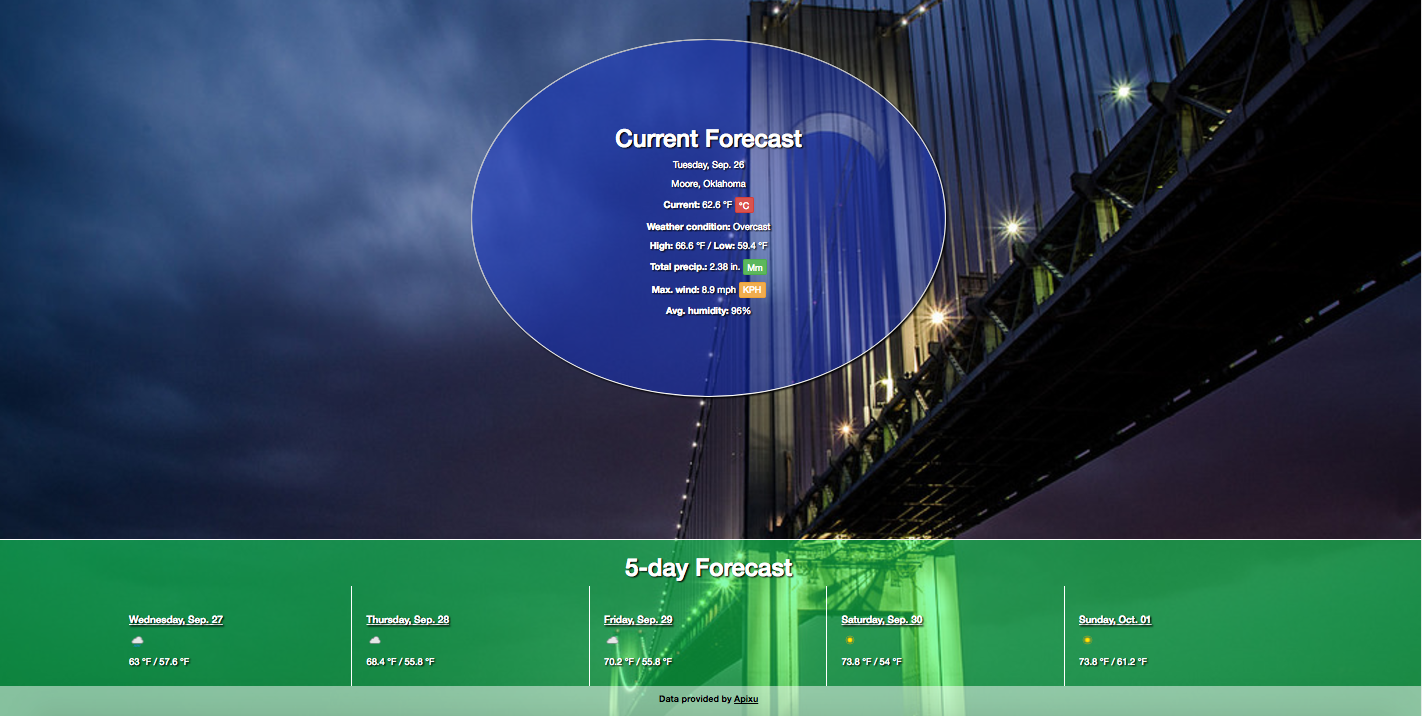 Current Forecast
Tuesday, Sep. 26
Moore, Oklahoma
Current: 62.6 °F °C
Weather condition: Overcast
High: 66.6 °F / Low: 59.4 °F
Total precip.: 2.38 in. Mm
Max. wind: 8.9 mph KPH
Avg. humidity: 96%
5-day Forecast
Wednesday, Sep. 27
63 °F / 57.6 °F
Thursday, Sep. 28
68.4 °F / 55.8 °F
Friday, Sep. 29
70.2 °F / 55.8 °F
Saturday, Sep. 30
73.8 °F / 54 °F
Sunday, Oct. 01
73.8 °F / 61.2 °F
Data provided by Apixu